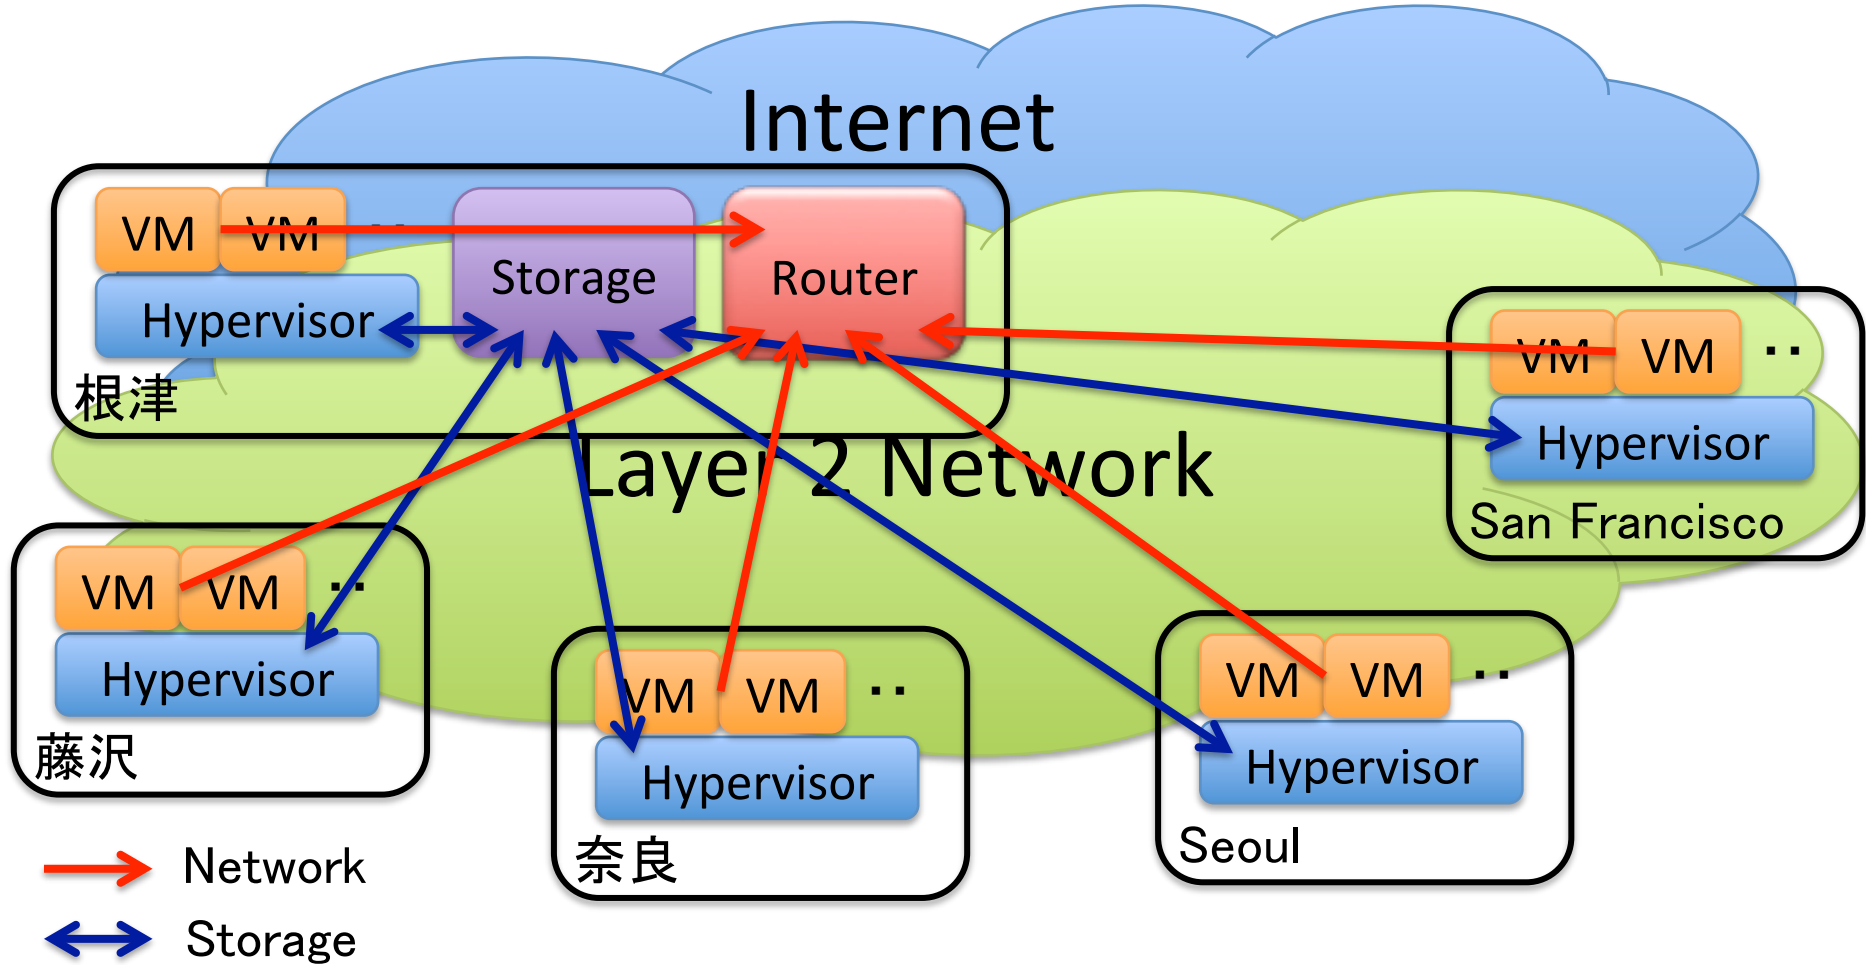 Internet
VM VM ..
Storage
Router
Hypervisor
根津
Layer 2 Network
VM VM ..
Hypervisor
San Francisco
VM VM ..
Hypervisor
藤沢
VM VM ..
Hypervisor
奈良
VM VM ..
Hypervisor
Seoul
Network
Storage